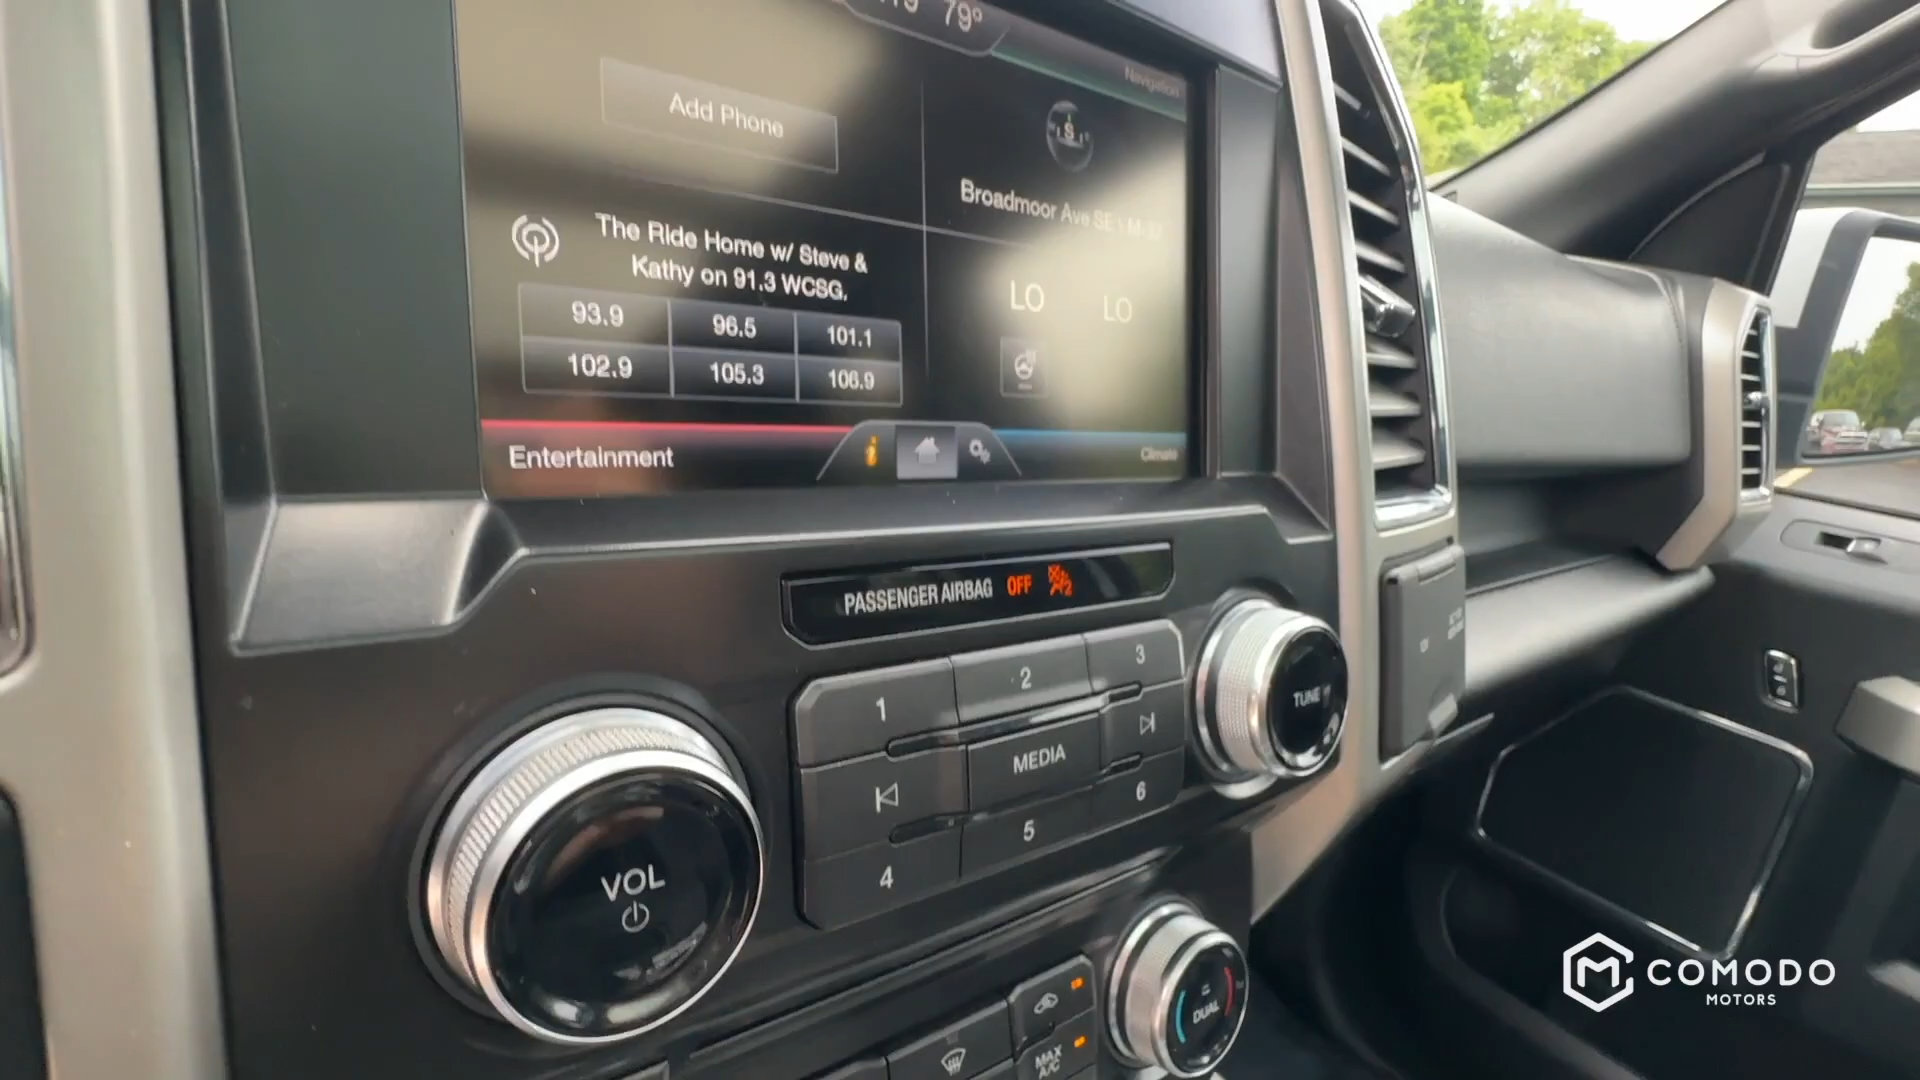 79°
Navigation
Add Phone
S
Broadmoor Ave SE | M-37
The Ride Home w/ Steve &
Kathy on 91.3 WCSG.
LO LO
93.9 96.5 101.1
102.9 105.3 106.9
Entertainment
i
Climate
PASSENGER AIRBAG OFF 2
1 2 3
MEDIA
4 5 6
TUNE
VOL
DUAL
MAX
A/C
COMODO
MOTORS